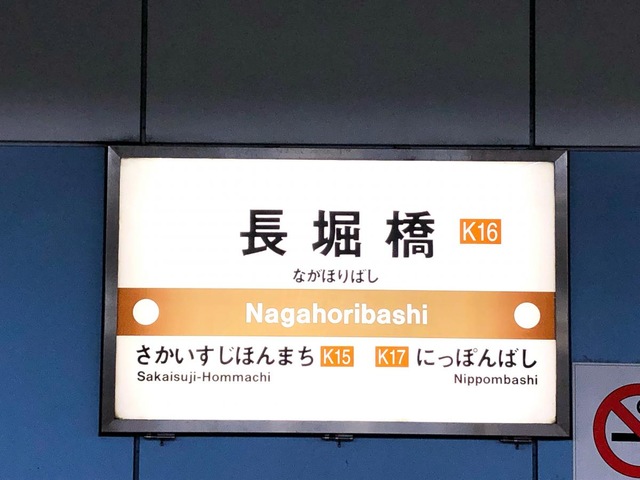 長堀橋 K16
ながほりばし
Nagahoribashi
さかいすじほんまち K15 K17 にっぽんばし
Sakaisuji-Hommachi Nippombashi